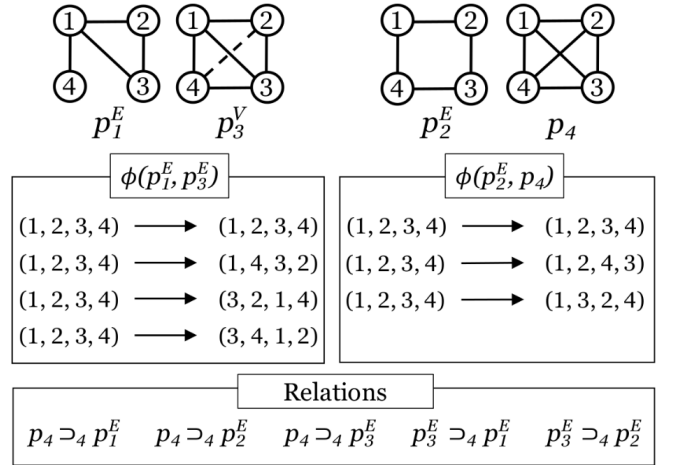 1 2 1 2 1 2 1 2
4 3 4 3 4 3 4 3
p_1^E p_3^V p_2^E p_4
ϕ(p_1^E, p_3^E) ϕ(p_2^E, p_4)
(1, 2, 3, 4) → (1, 2, 3, 4) (1, 2, 3, 4) → (1, 2, 3, 4)
(1, 2, 3, 4) → (1, 4, 3, 2) (1, 2, 3, 4) → (1, 2, 4, 3)
(1, 2, 3, 4) → (3, 2, 1, 4) (1, 2, 3, 4) → (1, 3, 2, 4)
(1, 2, 3, 4) → (3, 4, 1, 2)
Relations
p_4 ⊃_4 p_1^E p_4 ⊃_4 p_2^E p_4 ⊃_4 p_3^E p_3^E ⊃_4 p_1^E p_3^E ⊃_4 p_2^E